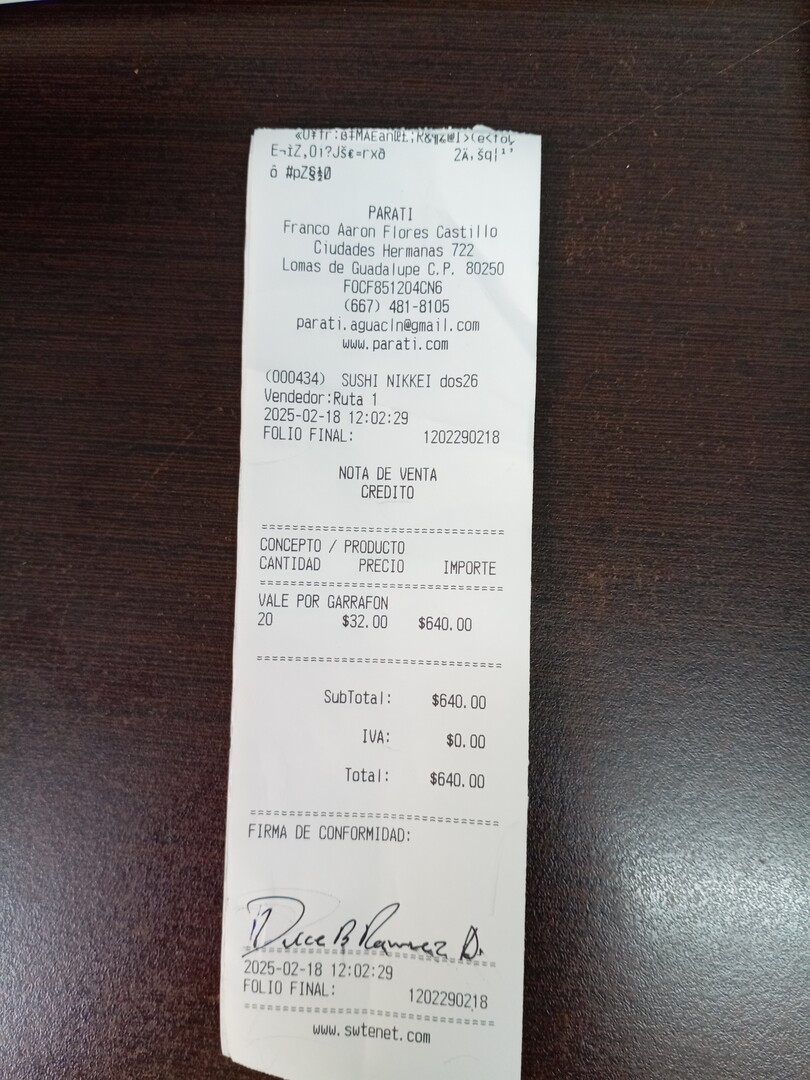 PARATI
Franco Aaron Flores Castillo
Ciudades Hermanas 722
Lomas de Guadalupe C.P. 80250
FOCF851204CN6
(667) 481-8105
parati.aguacln@gmail.com
www.parati.com
(000434) SUSHI NIKKEI dos26
Vendedor:Ruta 1
2025-02-18 12:02:29
FOLIO FINAL: 1202290218
NOTA DE VENTA
CREDITO
==================================
CONCEPTO / PRODUCTO
CANTIDAD PRECIO IMPORTE
==================================
VALE POR GARRAFON
20 $32.00 $640.00
==================================
SubTotal: $640.00
IVA: $0.00
Total: $640.00
==================================
FIRMA DE CONFORMIDAD:
Dulce B Ramirez D.
==================================
2025-02-18 12:02:29
FOLIO FINAL: 1202290218
==================================
www.swtenet.com